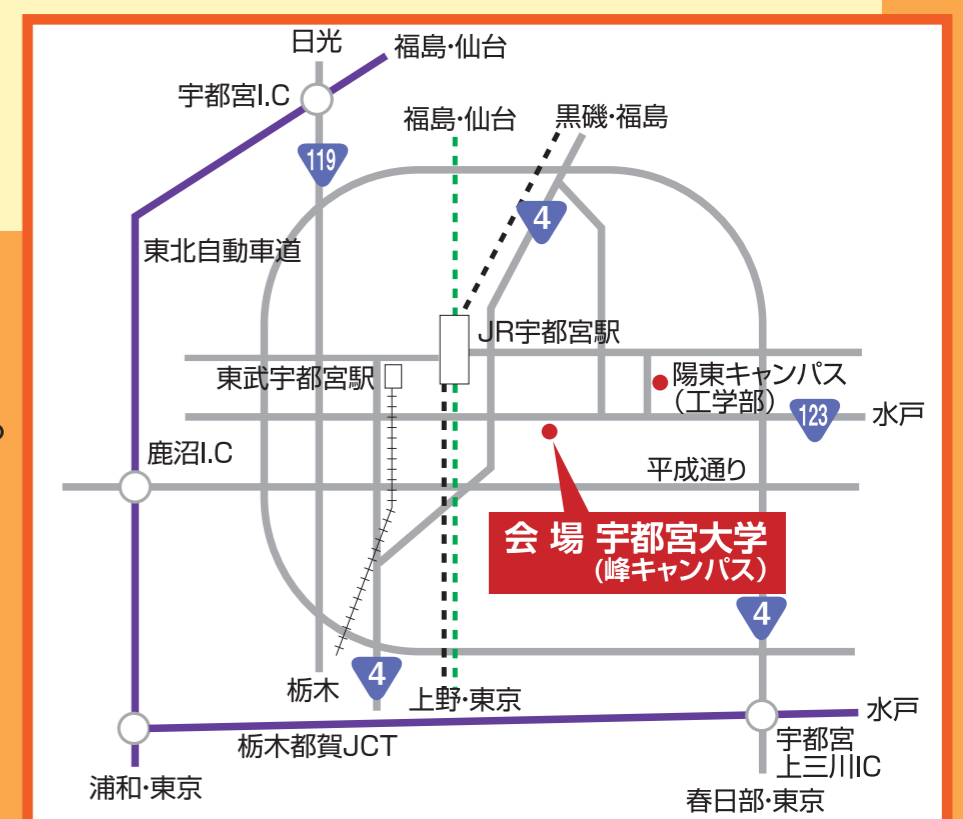 日光
福島・仙台
宇都宮I.C
福島・仙台
黒磯・福島
119
4
東北自動車道
JR宇都宮駅
東武宇都宮駅
陽東キャンパス
(工学部)
123
水戸
鹿沼I.C
平成通り
会 場 宇都宮大学
(峰キャンパス)
4
4
栃木
上野・東京
水戸
栃木都賀JCT
宇都宮
上三川IC
浦和・東京
春日部・東京